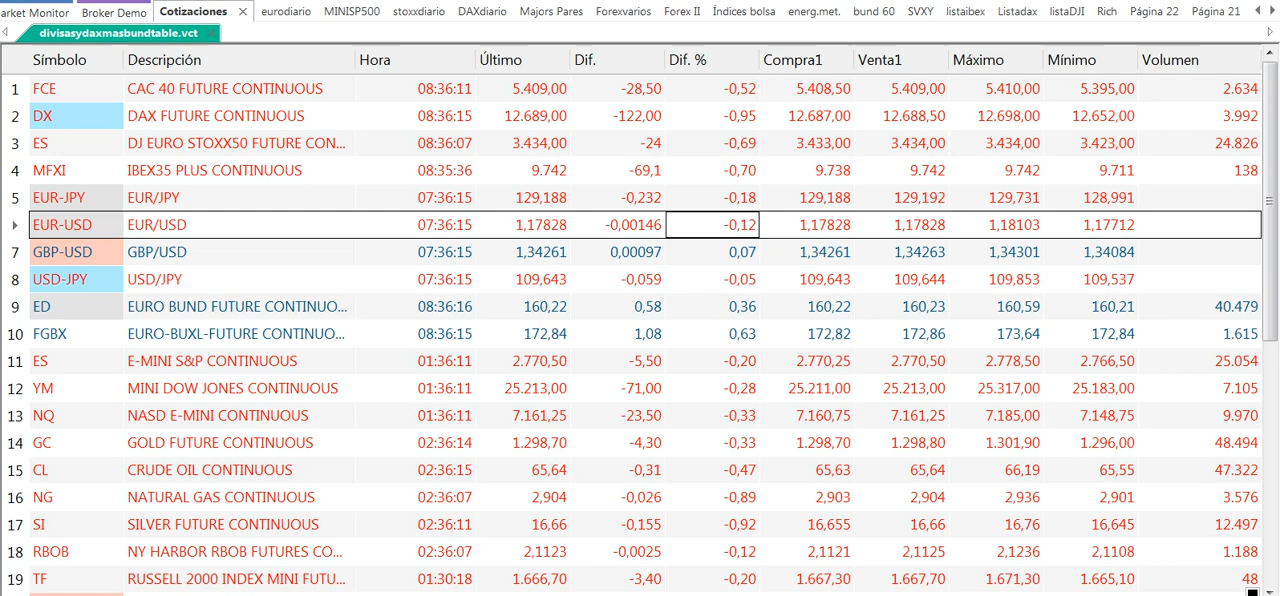 arket Monitor Broker Demo Cotizaciones eurodiario MINISP500 stoxxdiario DAXdiario Majors Pares Forexvarios Forex II Índices bolsa energ.met. bund 60 SVXY listaibex Listadax listaDJI Rich Página 22 Página 21
divisasydaxmasbundtable.vct
Símbolo Descripción Hora Último Dif. Dif. % Compra1 Venta1 Máximo Mínimo Volumen
1 FCE CAC 40 FUTURE CONTINUOUS 08:36:11 5.409,00 -28,50 -0,52 5.408,50 5.409,00 5.410,00 5.395,00 2.634
2 DX DAX FUTURE CONTINUOUS 08:36:15 12.689,00 -122,00 -0,95 12.687,00 12.688,50 12.698,00 12.652,00 3.992
3 ES DJ EURO STOXX50 FUTURE CON... 08:36:07 3.434,00 -24 -0,69 3.433,00 3.434,00 3.434,00 3.423,00 24.826
4 MFXI IBEX35 PLUS CONTINUOUS 08:35:36 9.742 -69,1 -0,70 9.738 9.742 9.742 9.711 138
5 EUR-JPY EUR/JPY 07:36:15 129,188 -0,232 -0,18 129,188 129,192 129,731 128,991
EUR-USD EUR/USD 07:36:15 1,17828 -0,00146 -0,12 1,17828 1,17828 1,18103 1,17712
7 GBP-USD GBP/USD 07:36:15 1,34261 0,00097 0,07 1,34261 1,34263 1,34301 1,34084
8 USD-JPY USD/JPY 07:36:15 109,643 -0,059 -0,05 109,643 109,644 109,853 109,537
9 ED EURO BUND FUTURE CONTINUO... 08:36:16 160,22 0,58 0,36 160,22 160,23 160,59 160,21 40.479
10 FGBX EURO-BUXL-FUTURE CONTINUO... 08:36:15 172,84 1,08 0,63 172,82 172,86 173,64 172,84 1.615
11 ES E-MINI S&P CONTINUOUS 01:36:11 2.770,50 -5,50 -0,20 2.770,25 2.770,50 2.778,50 2.766,50 25.054
12 YM MINI DOW JONES CONTINUOUS 01:36:11 25.213,00 -71,00 -0,28 25.211,00 25.213,00 25.317,00 25.183,00 7.105
13 NQ NASD E-MINI CONTINUOUS 01:36:11 7.161,25 -23,50 -0,33 7.160,75 7.161,25 7.185,00 7.148,75 9.970
14 GC GOLD FUTURE CONTINUOUS 02:36:14 1.298,70 -4,30 -0,33 1.298,70 1.298,80 1.301,90 1.296,00 48.494
15 CL CRUDE OIL CONTINUOUS 02:36:15 65,64 -0,31 -0,47 65,63 65,64 66,19 65,55 47.322
16 NG NATURAL GAS CONTINUOUS 02:36:07 2,904 -0,026 -0,89 2,903 2,904 2,936 2,901 3.576
17 SI SILVER FUTURE CONTINUOUS 02:36:11 16,66 -0,155 -0,92 16,655 16,66 16,76 16,645 12.497
18 RBOB NY HARBOR RBOB FUTURES CO... 02:36:07 2,1123 -0,0025 -0,12 2,1121 2,1125 2,1236 2,1108 1.188
19 TF RUSSELL 2000 INDEX MINI FUTU... 01:30:18 1.666,70 -3,40 -0,20 1.667,30 1.667,70 1.671,30 1.665,10 48